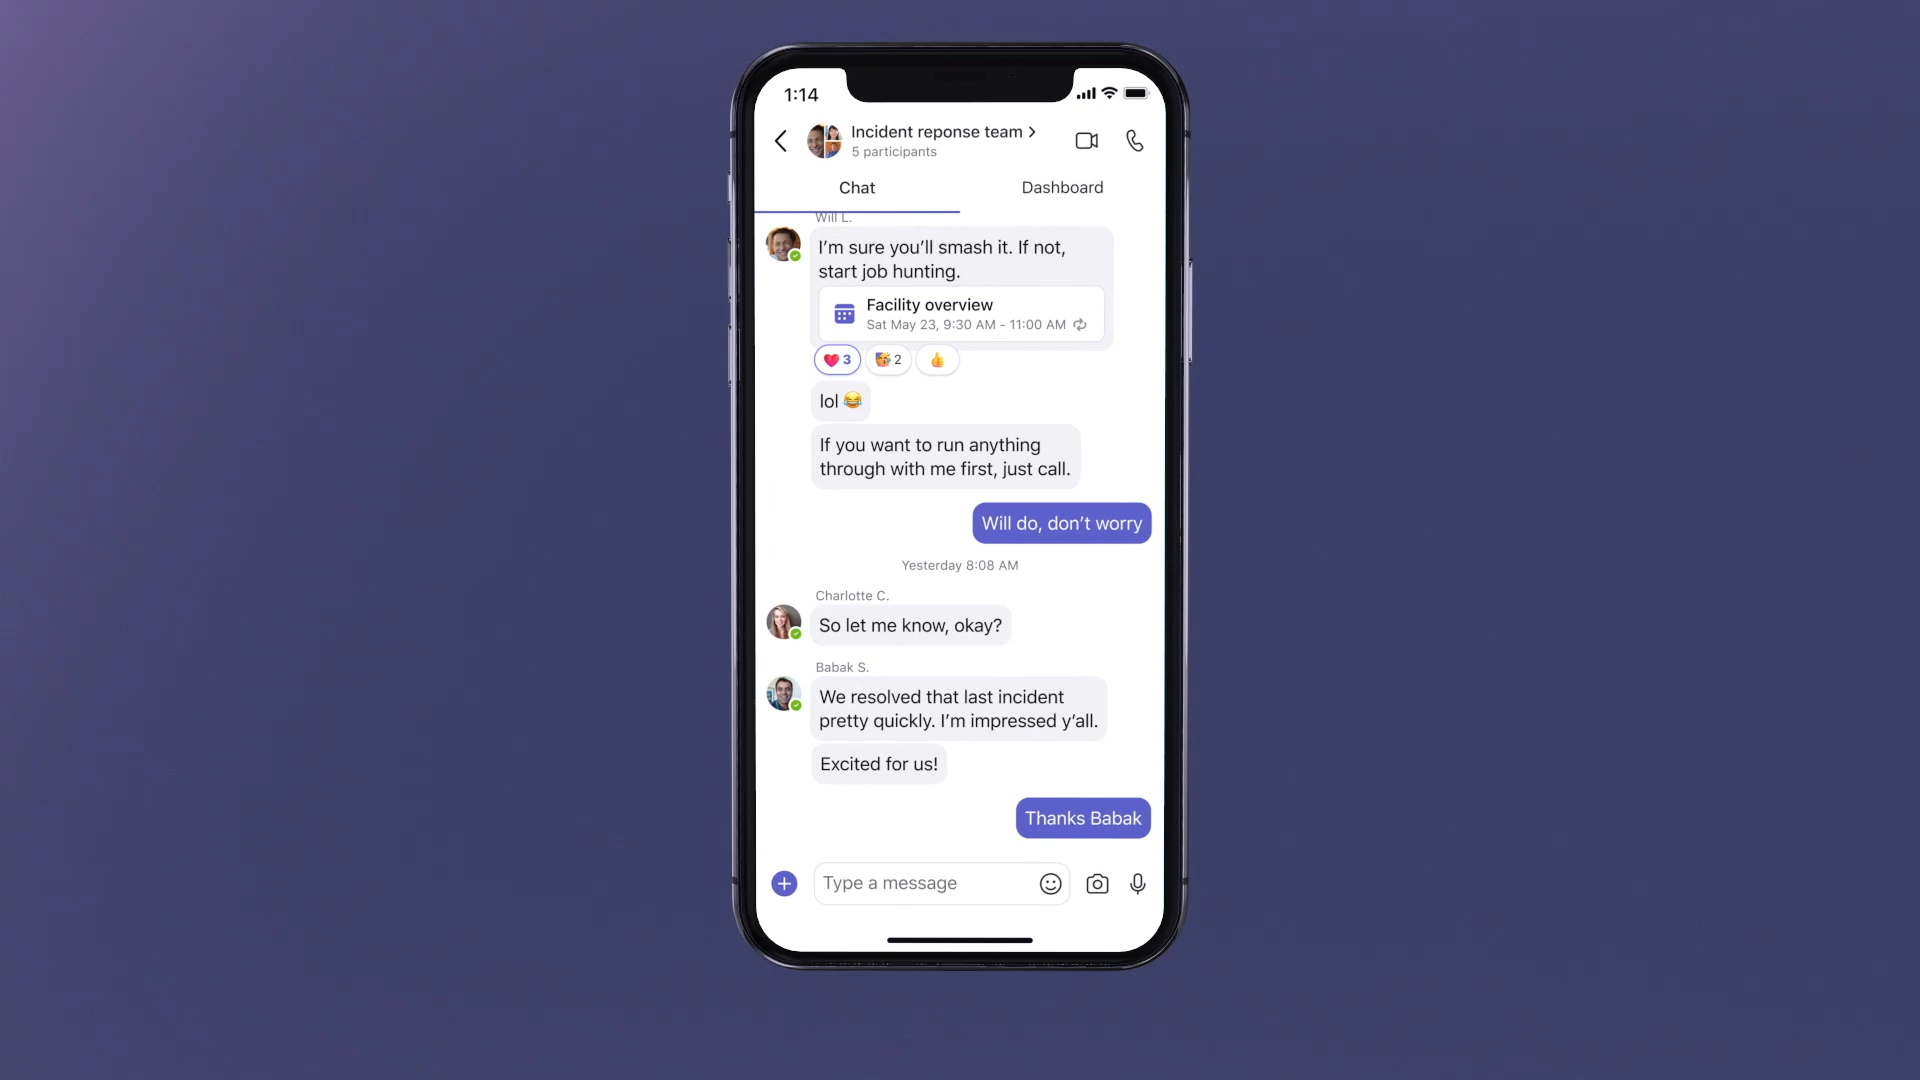 1:14
Incident reponse team
5 participants
Chat
Dashboard
Will L.
I’m sure you’ll smash it. If not,
start job hunting.
Facility overview
Sat May 23, 9:30 AM - 11:00 AM
3
2
lol 😂
If you want to run anything
through with me first, just call.
Will do, don’t worry
Yesterday 8:08 AM
Charlotte C.
So let me know, okay?
Babak S.
We resolved that last incident
pretty quickly. I’m impressed y’all.
Excited for us!
Thanks Babak
Type a message